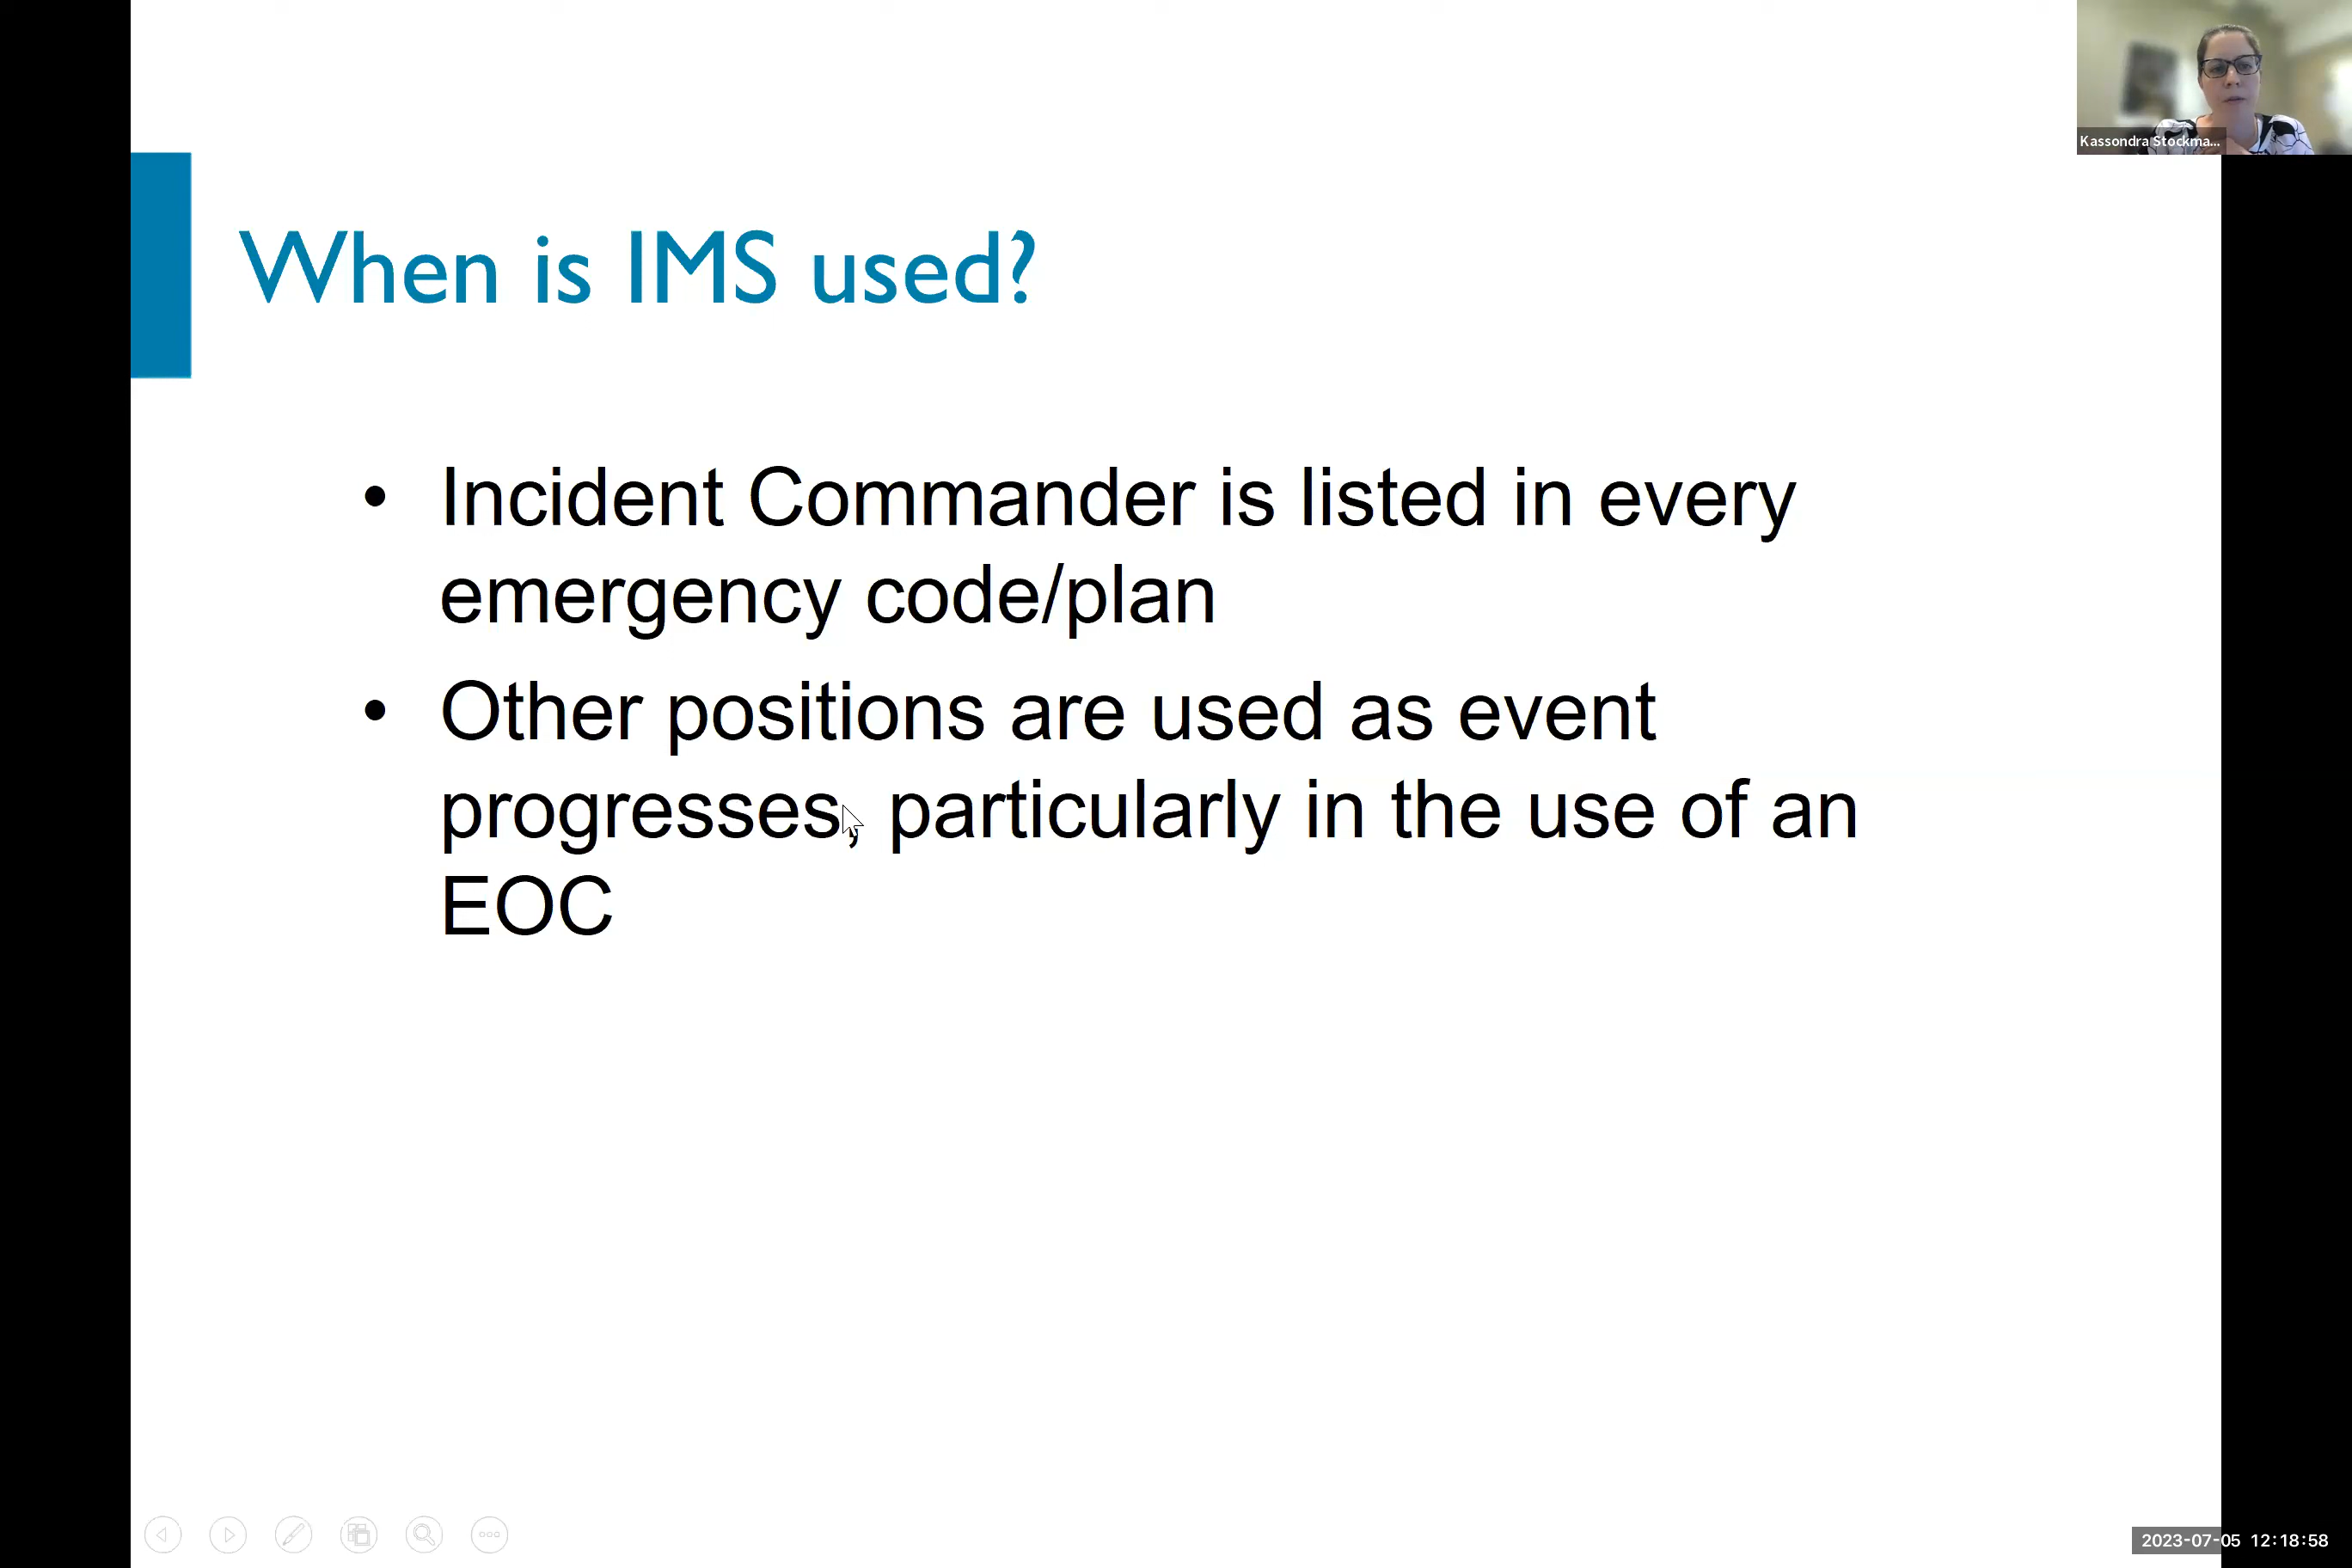 Kassondra Stockma...
When is IMS used?
• Incident Commander is listed in every
emergency code/plan
• Other positions are used as event
progresses, particularly in the use of an
EOC
2023-07-05 12:18:58